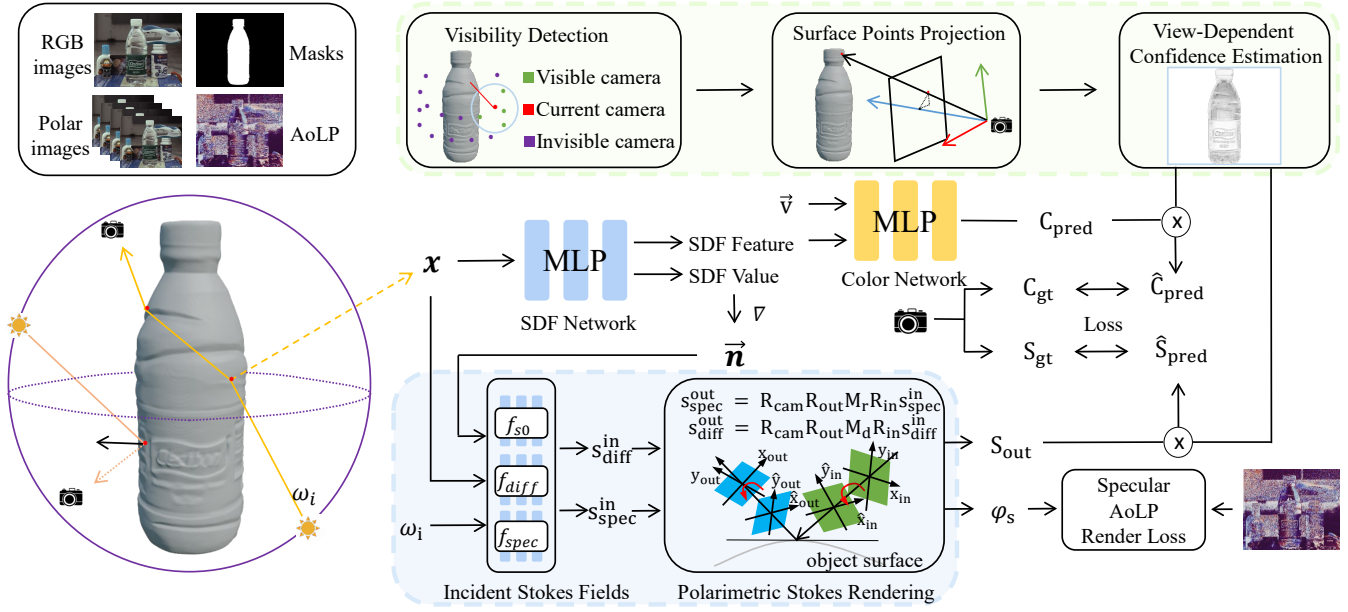 RGB
images
Masks
Polar
images
AoLP
Visibility Detection
Visible camera
Current camera
Invisible camera
Surface Points Projection
View-Dependent
Confidence Estimation
x
MLP
SDF Network
SDF Feature
SDF Value
∇
n⃗
v⃗
MLP
Color Network
C_pred
x
C_gt
Ĉ_pred
Loss
S_gt
Ŝ_pred
ω_i
ω_i
f_s0
f_diff
f_spec
Incident Stokes Fields
s_diff^in
s_spec^in
s_spec^out = R_cam R_out M_r R_in s_spec^in
s_diff^out = R_cam R_out M_d R_in s_diff^in
x_out
y_out
ŷ_out
x̂_out
ŷ_in
y_in
x_in
x̂_in
object surface
Polarimetric Stokes Rendering
S_out
x
φ_s
Specular
AoLP
Render Loss